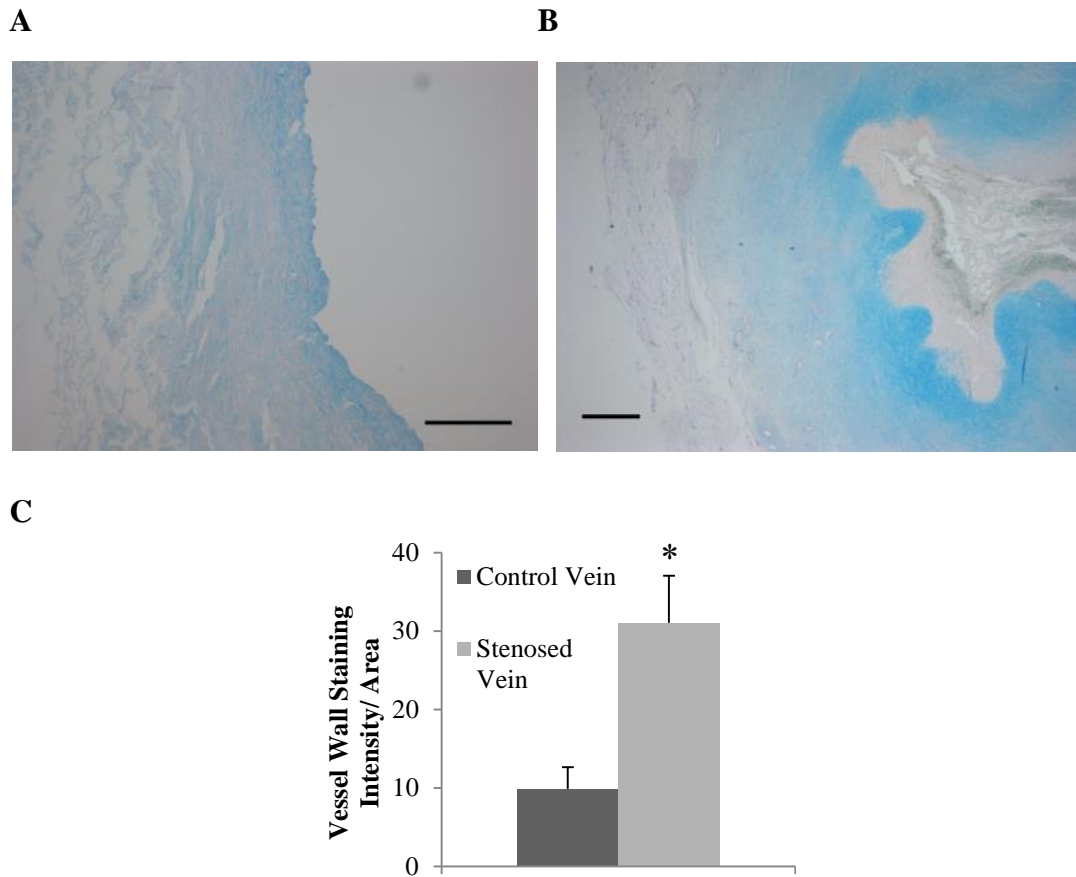 A
B
C
40
30
20
10
0
Vessel Wall Staining
Intensity/ Area
Control Vein
Stenosed
Vein
*